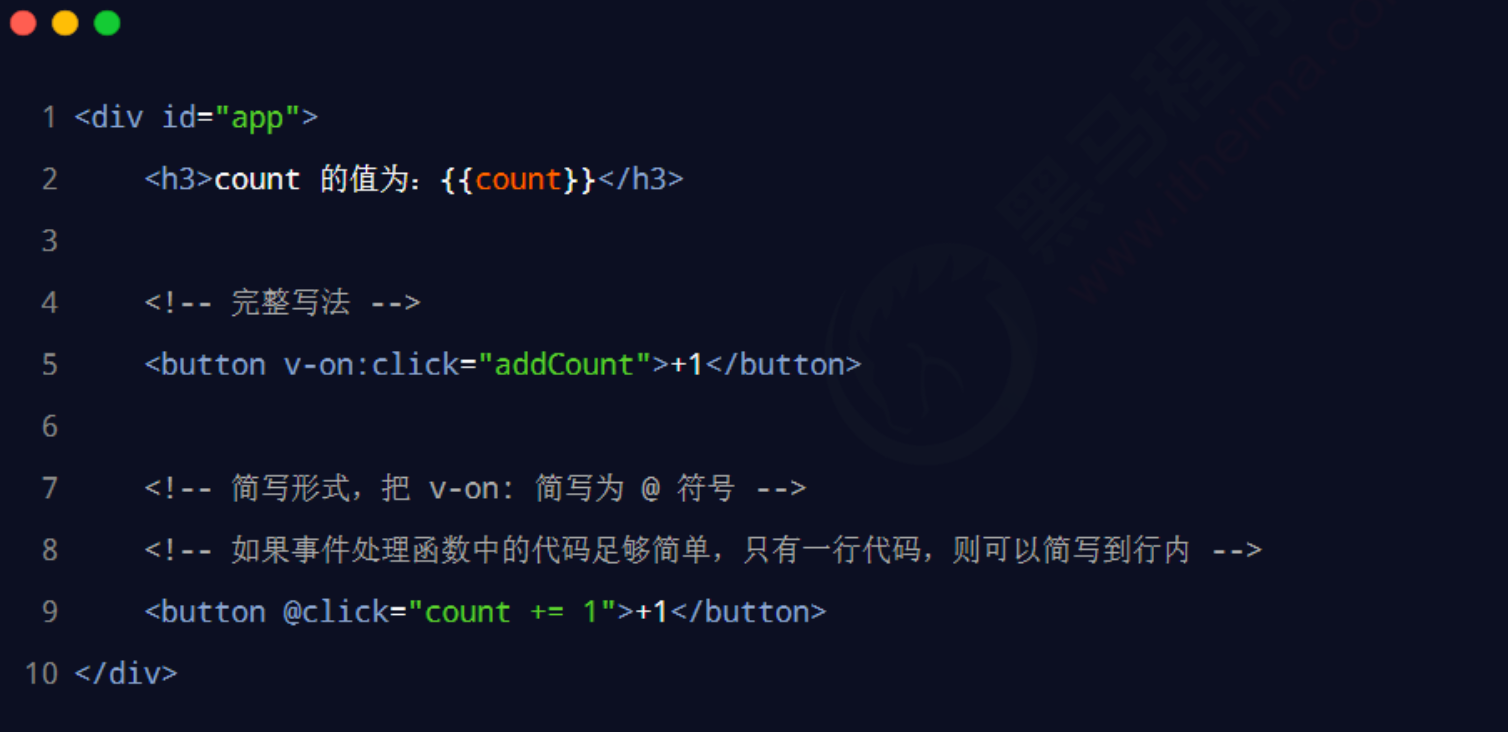 1 <div id="app">
2 <h3>count 的值为：{{count}}</h3>
3
4 <!-- 完整写法 -->
5 <button v-on:click="addCount">+1</button>
6
7 <!-- 简写形式，把 v-on: 简写为 @ 符号 -->
8 <!-- 如果事件处理函数中的代码足够简单，只有一行代码，则可以简写到行内 -->
9 <button @click="count += 1">+1</button>
10 </div>
黑马程序
www.itheima.co